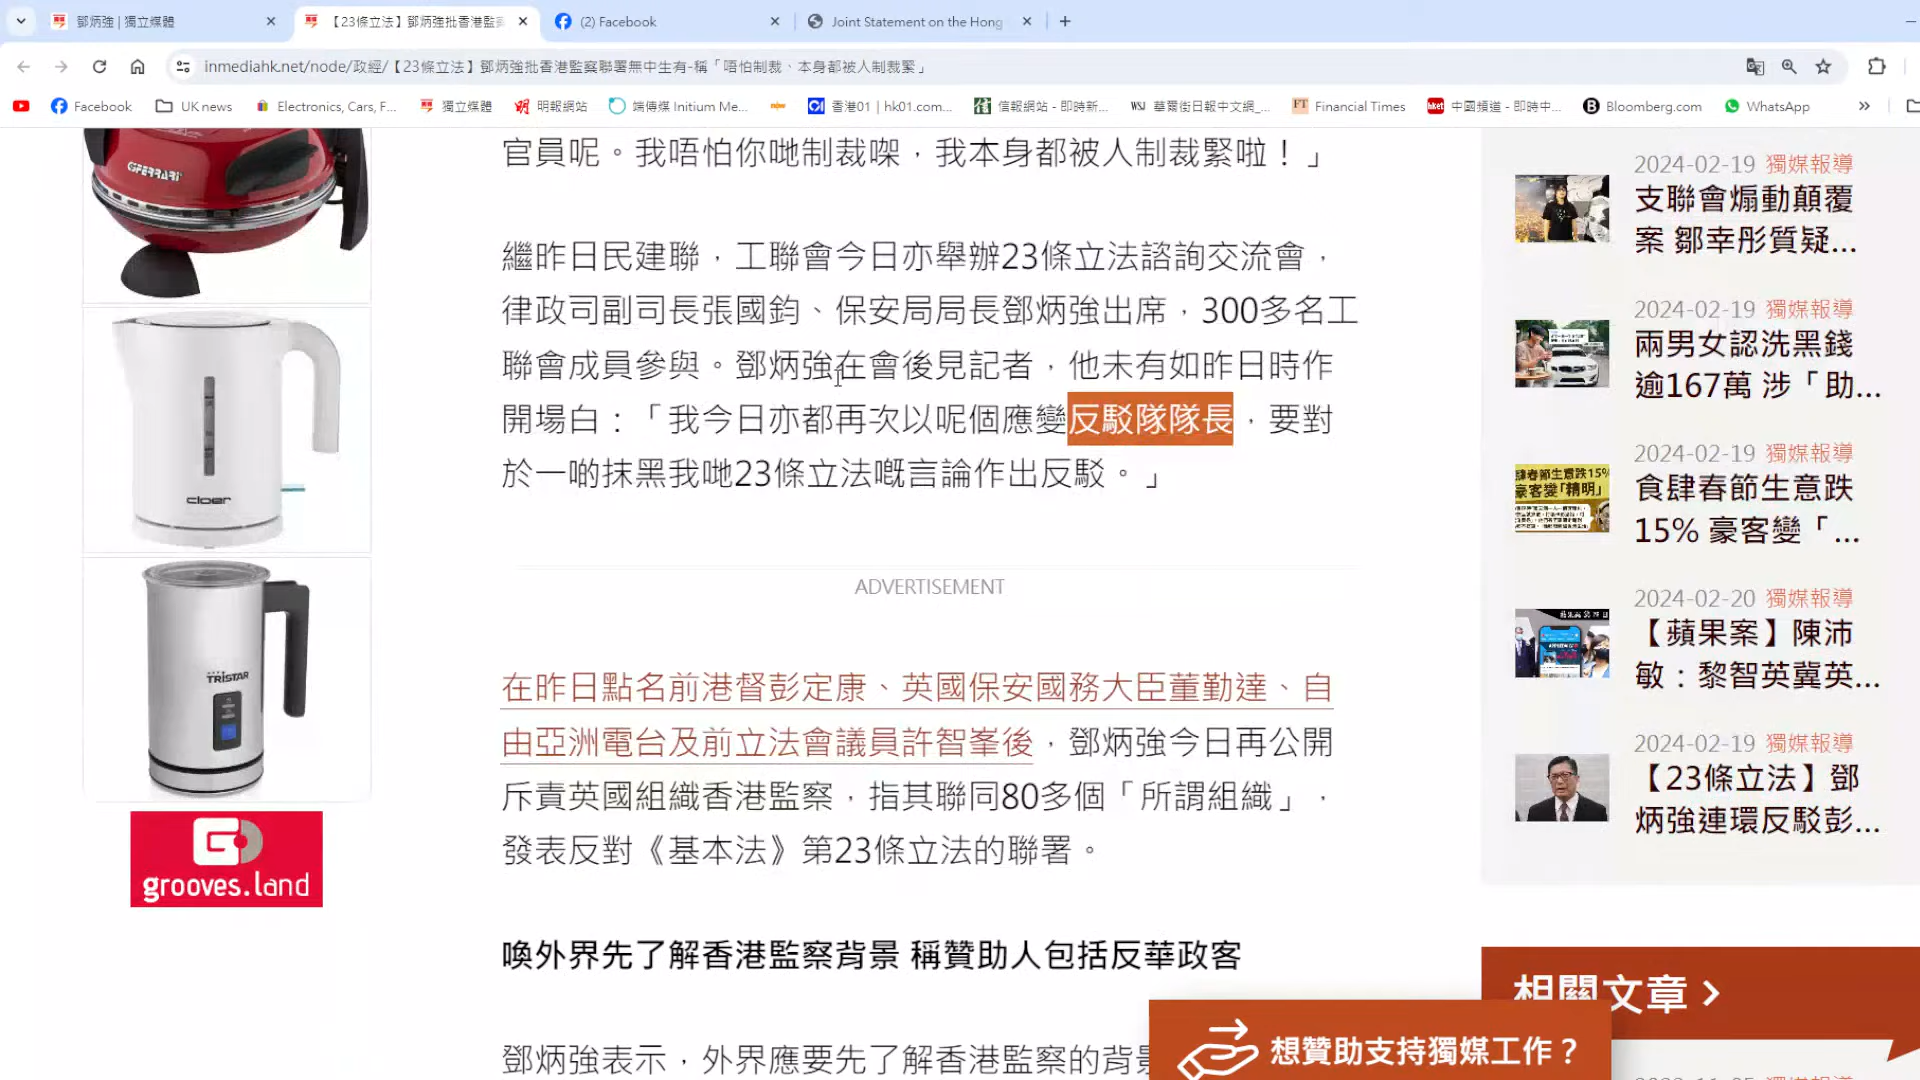 鄧炳強 | 獨立媒體
【23條立法】鄧炳強批香港監察
(2) Facebook
Joint Statement on the Hong
inmediahk.net/node/政經/【23條立法】鄧炳強批香港監察聯署無中生有-稱「唔怕制裁、本身都被人制裁緊」
Facebook
UK news
Electronics, Cars, F...
獨立媒體
明報網站
端傳媒 Initium Me...
now
香港01 | hk01.com...
信報網站 - 即時新...
WSJ 華爾街日報中文網_...
FT Financial Times
hket 中國頻道 - 即時中...
Bloomberg.com
WhatsApp
G3FERRARI
cloer
TRISTAR
grooves.land
官員呢。我唔怕你哋制裁㗎，我本身都被人制裁緊啦！」
繼昨日民建聯，工聯會今日亦舉辦23條立法諮詢交流會，
律政司副司長張國鈞、保安局局長鄧炳強出席，300多名工
聯會成員參與。鄧炳強在會後見記者，他未有如昨日時作
開場白：「我今日亦都再次以呢個應變反駁隊隊長，要對
於一啲抹黑我哋23條立法嘅言論作出反駁。」
ADVERTISEMENT
在昨日點名前港督彭定康、英國保安國務大臣董勤達、自
由亞洲電台及前立法會議員許智峯後，鄧炳強今日再公開
斥責英國組織香港監察，指其聯同80多個「所謂組織」，
發表反對《基本法》第23條立法的聯署。
喚外界先了解香港監察背景 稱贊助人包括反華政客
鄧炳強表示，外界應要先了解香港監察的背景
2024-02-19 獨媒報導
支聯會煽動顛覆
案 鄒幸彤質疑...
2024-02-19 獨媒報導
兩男女認洗黑錢
逾167萬 涉「助...
2024-02-19 獨媒報導
食肆春節生意跌
15% 豪客變「...
肆春節生意跌15%
豪客變「精明」
2024-02-20 獨媒報導
【蘋果案】陳沛
敏：黎智英冀英...
2024-02-19 獨媒報導
【23條立法】鄧
炳強連環反駁彭...
相關文章
想贊助支持獨媒工作？